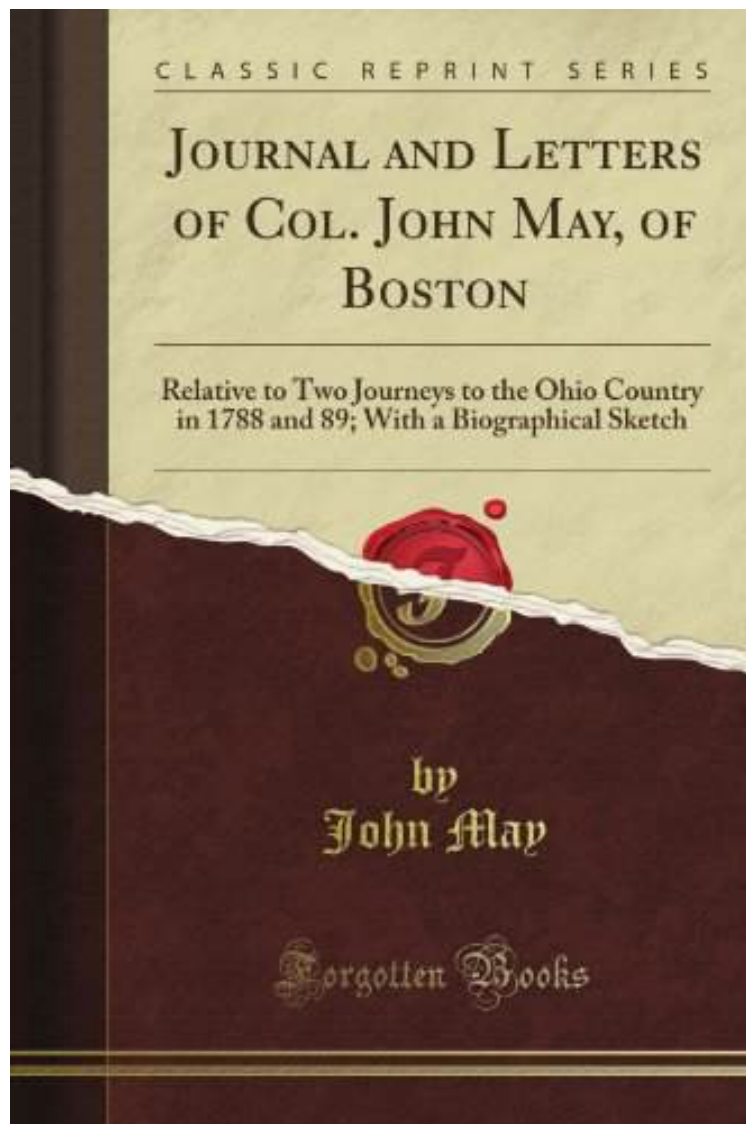 CLASSIC REPRINT SERIES
JOURNAL AND LETTERS
OF COL. JOHN MAY, OF
BOSTON
Relative to Two Journeys to the Ohio Country
in 1788 and 89; With a Biographical Sketch
F
by
John May
Forgotten Books